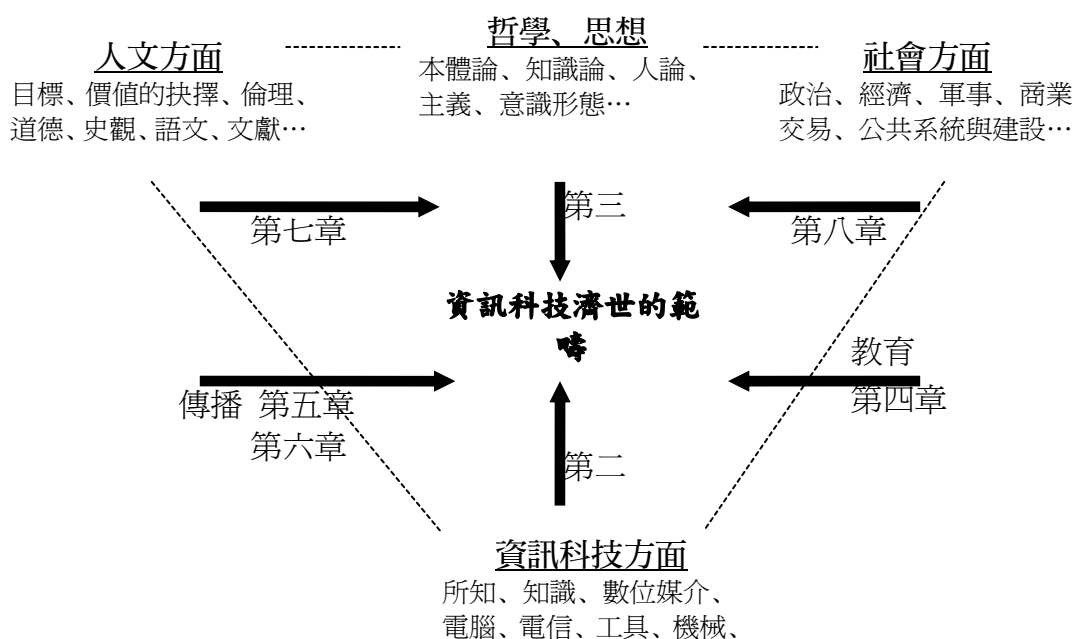 哲學、思想
本體論、知識論、人論、
主義、意識形態…
人文方面
目標、價值的抉擇、倫理、
道德、史觀、語文、文獻…
社會方面
政治、經濟、軍事、商業
交易、公共系統與建設…
第七章
第三
第八章
資訊科技濟世的範
疇
教育
第四章
傳播 第五章
第六章
第二
資訊科技方面
所知、知識、數位媒介、
電腦、電信、工具、機械、